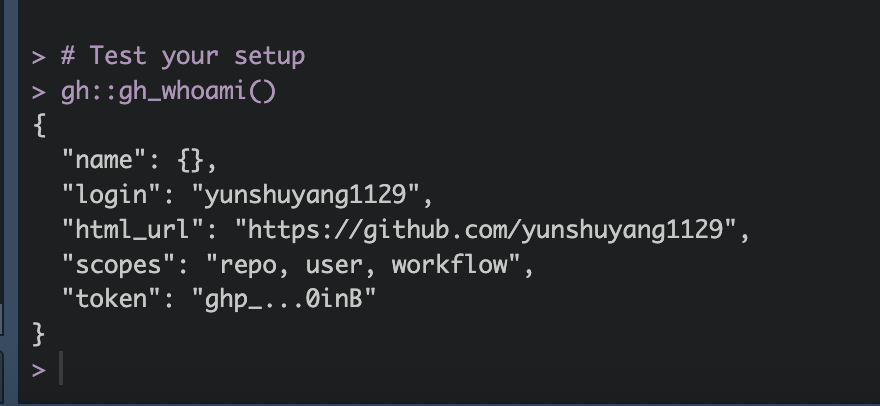 > # Test your setup
> gh::gh_whoami()
{
  "name": {},
  "login": "yunshuyang1129",
  "html_url": "https://github.com/yunshuyang1129",
  "scopes": "repo, user, workflow",
  "token": "ghp_...0inB"
}
>